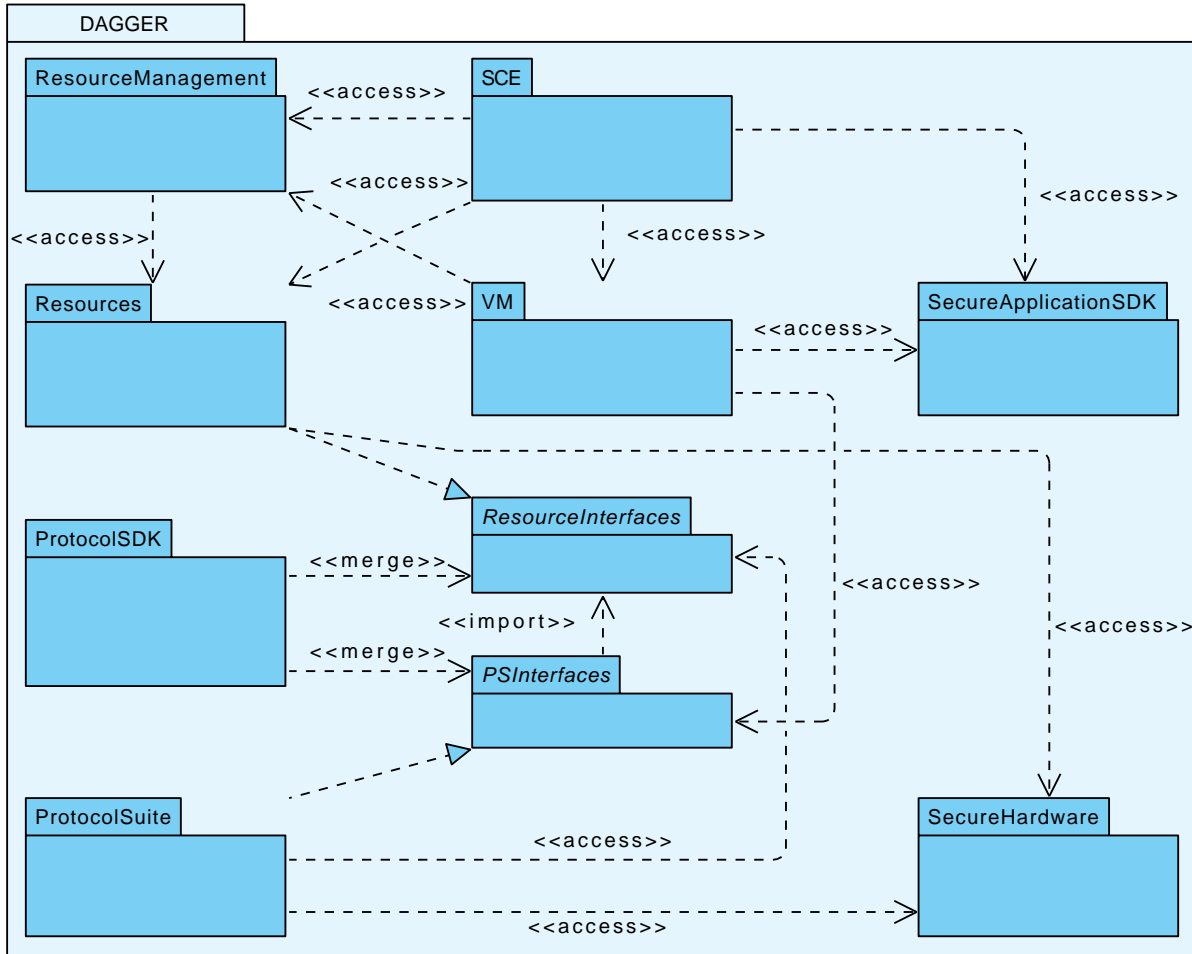 DAGGER
ResourceManagement
<<access>>
SCE
<<access>>
<<access>>
<<access>>
<<access>>
<<access>>
Resources
<<access>>
VM
<<access>>
SecureApplicationSDK
ResourceInterfaces
ProtocolSDK
<<merge>>
<<access>>
<<import>>
<<access>>
<<merge>>
PSInterfaces
ProtocolSuite
<<access>>
SecureHardware
<<access>>